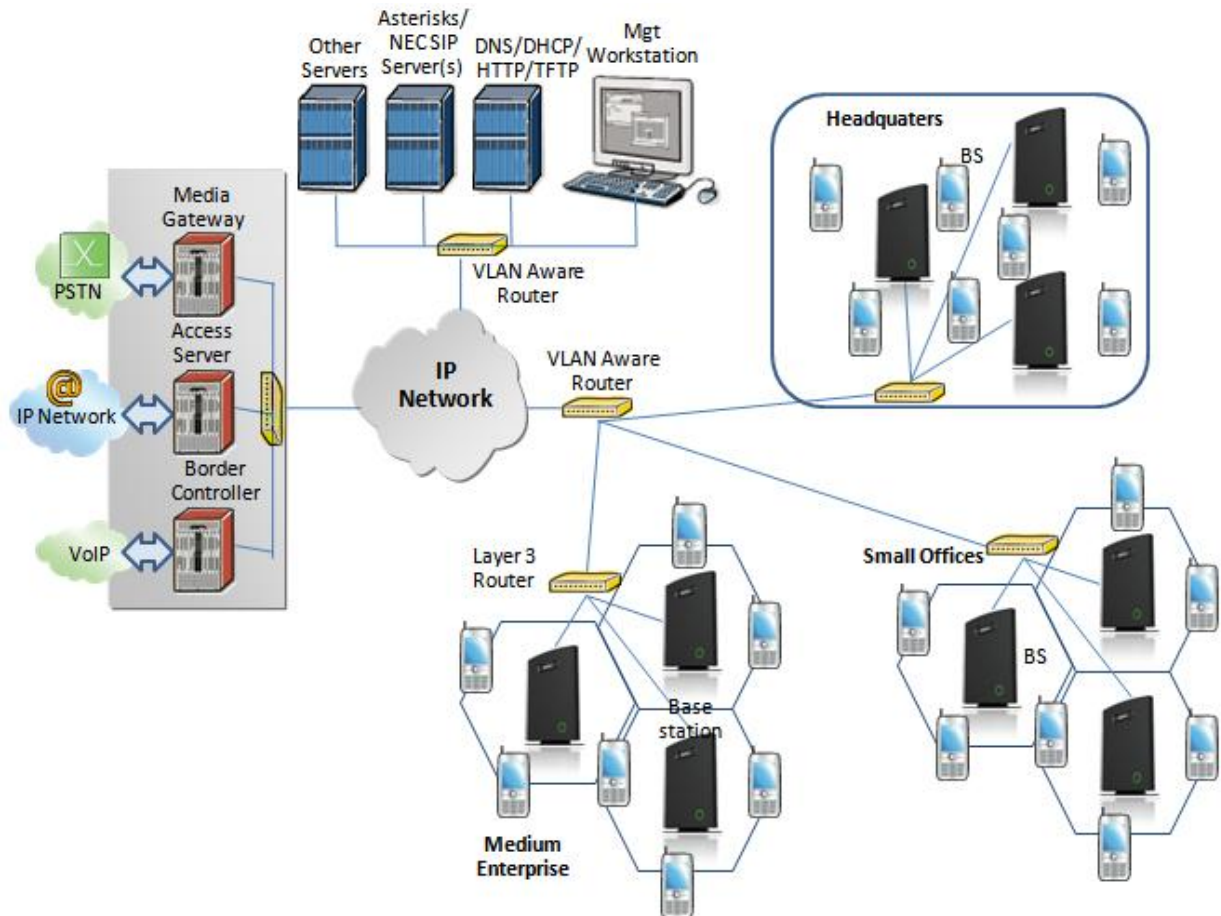 Other
Servers
Asterisks/
NEC SIP
Server(s)
DNS/DHCP/
HTTP/TFTP
Mgt
Workstation
Headquaters
BS
Media
Gateway
PSTN
VLAN Aware
Router
Access
Server
@
IP Network
IP
Network
VLAN Aware
Router
Border
Controller
VoIP
Layer 3
Router
Small Offices
BS
Base
station
Medium
Enterprise